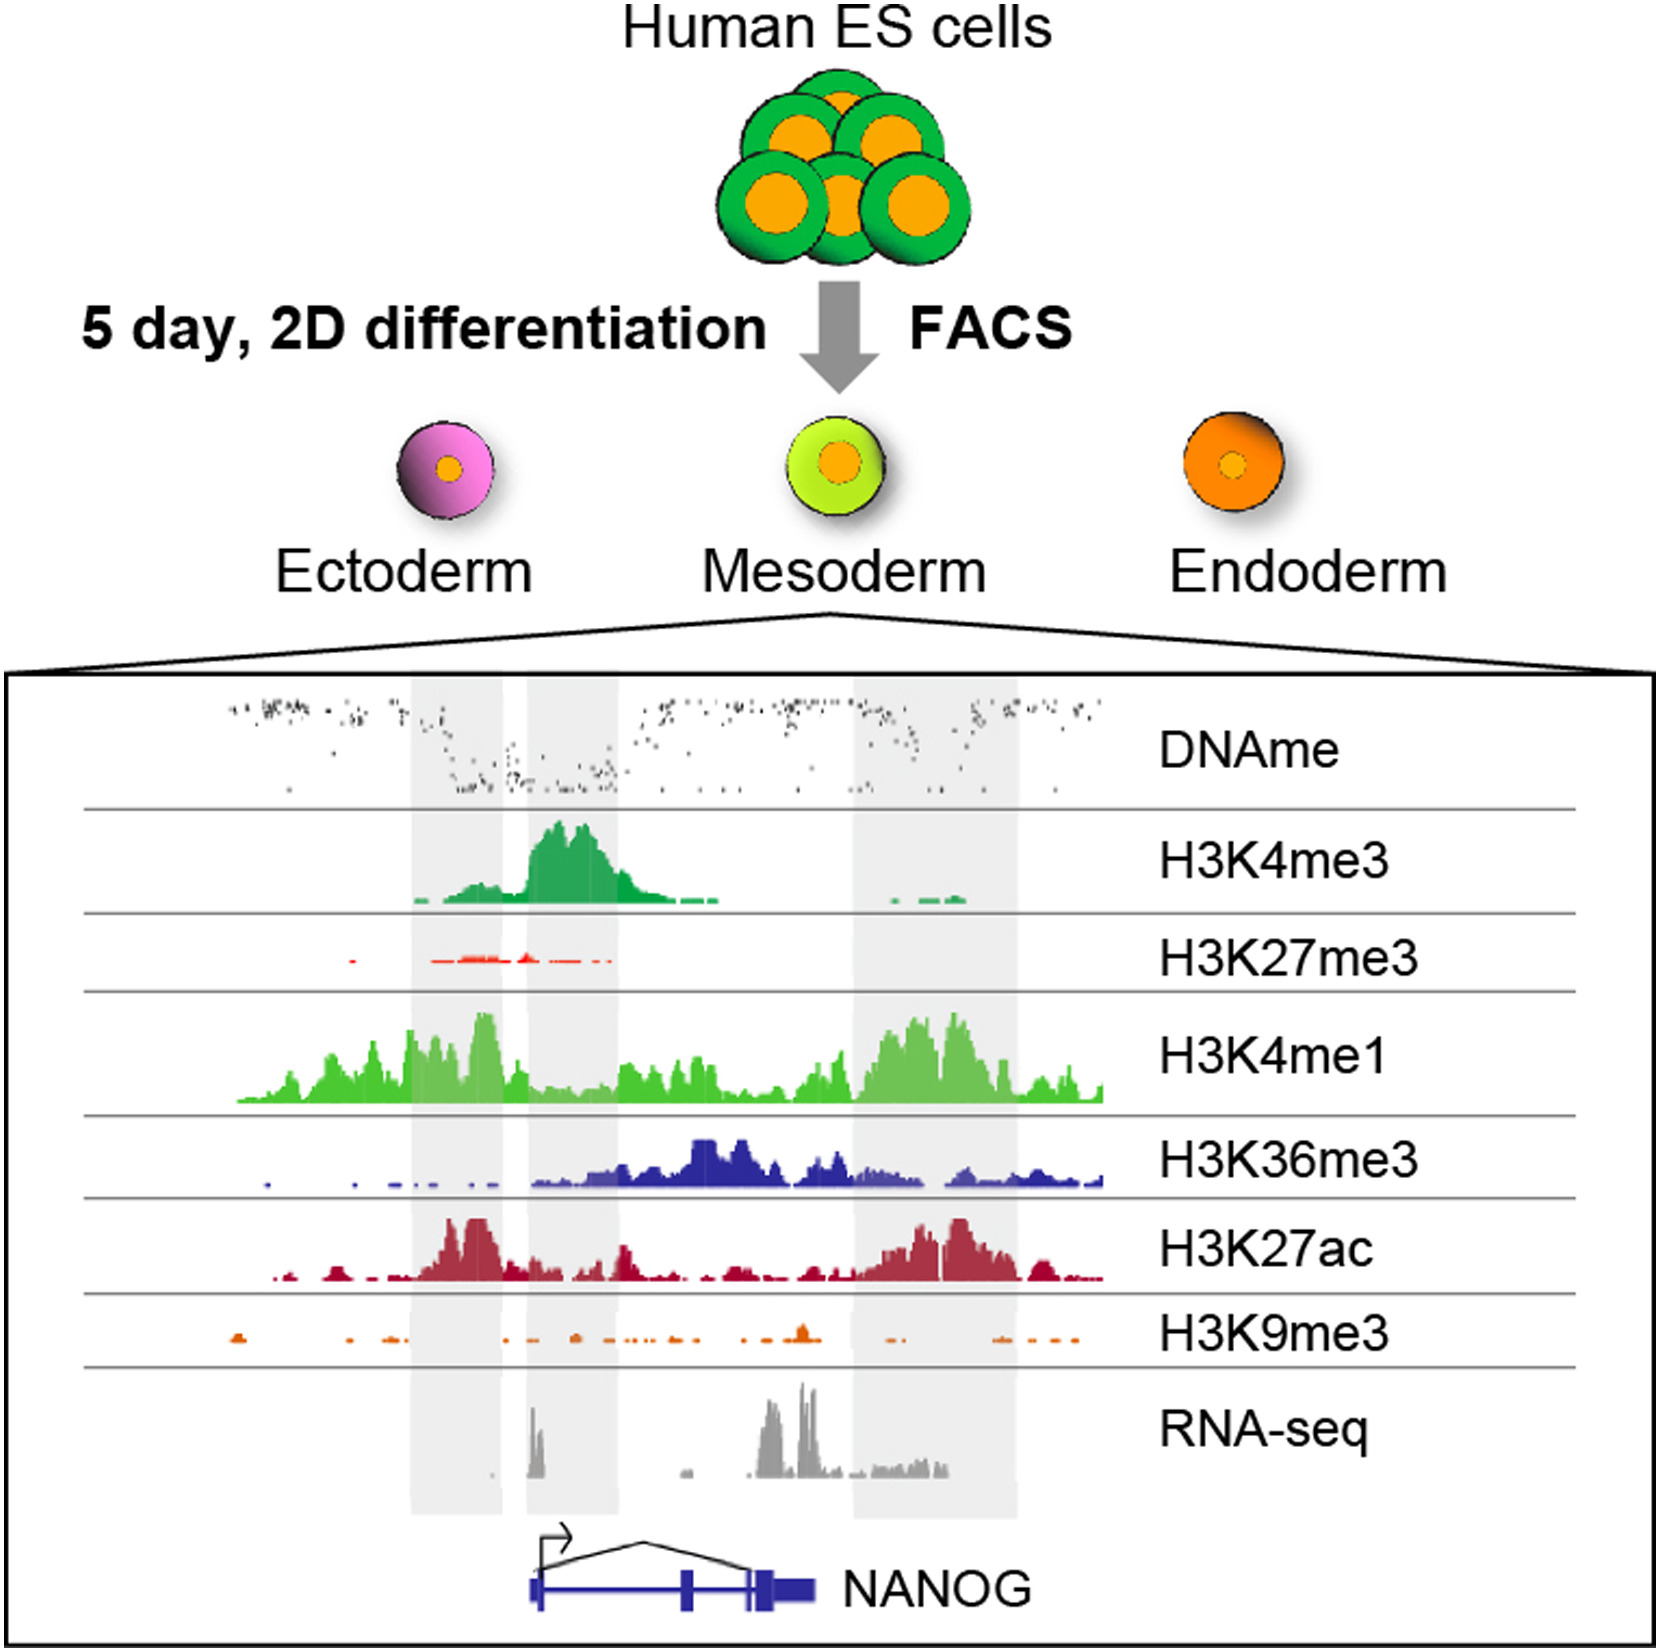 Human ES cells
5 day, 2D differentiation FACS
Ectoderm Mesoderm Endoderm
DNAme
H3K4me3
H3K27me3
H3K4me1
H3K36me3
H3K27ac
H3K9me3
RNA-seq
NANOG